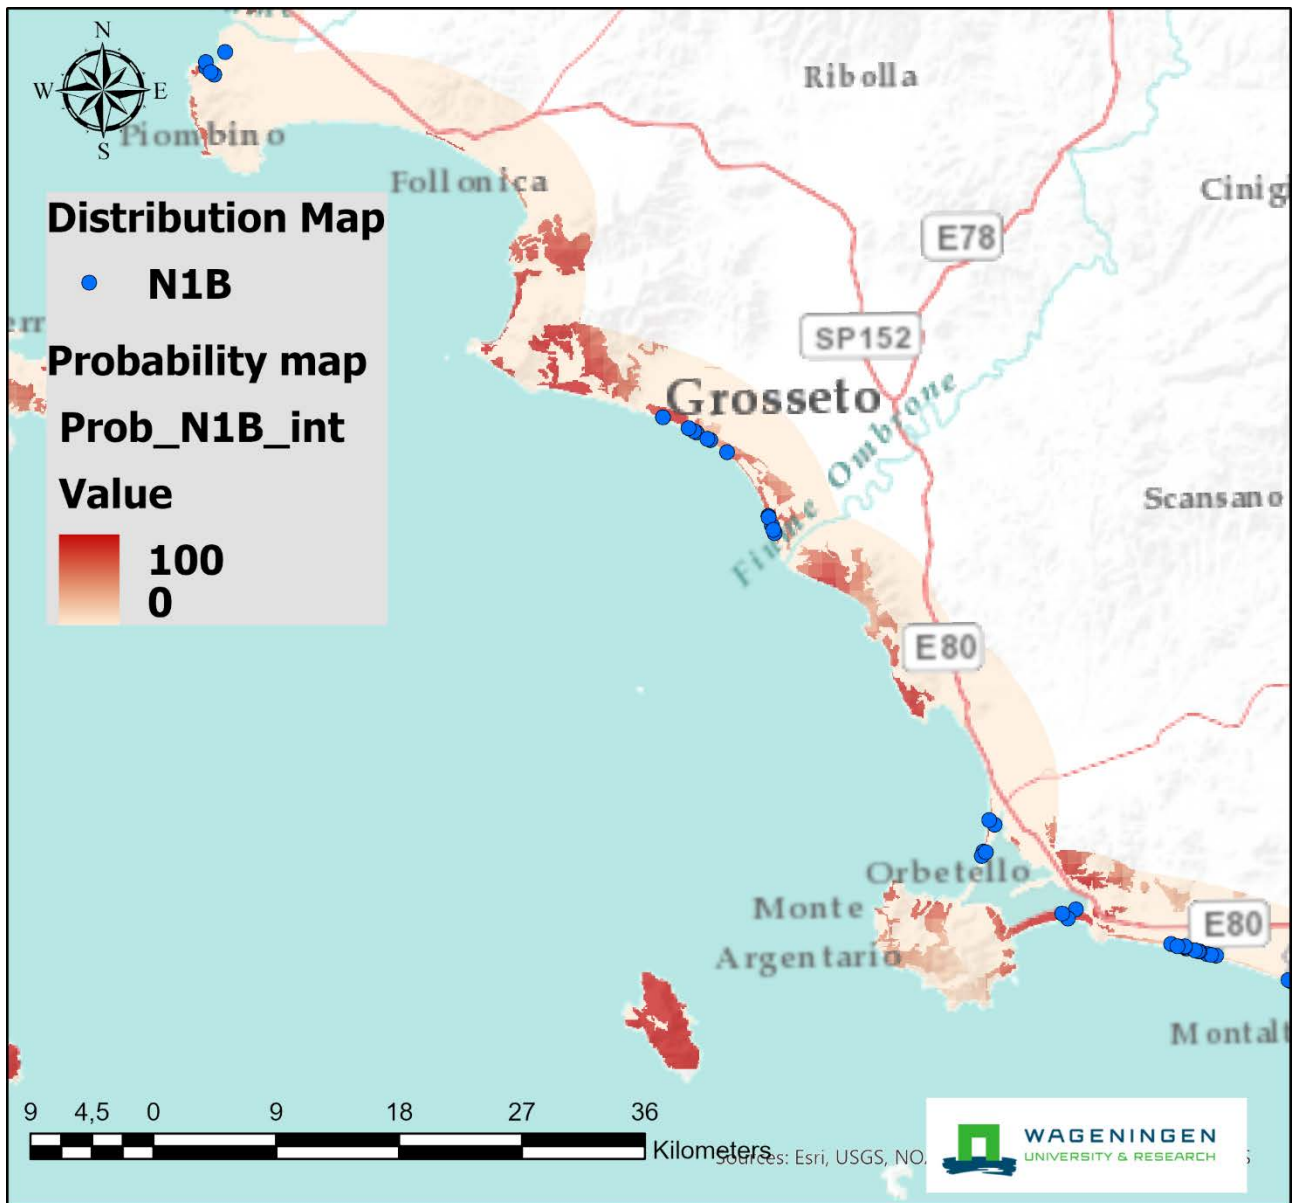 N
W E
S
Ribolla
Piombino
Follonica
Cinig
Distribution Map
N1B
E78
err
SP152
Probability map
Grosseto
Prob_N1B_int
Fiume Ombrone
Value
Scansano
100
0
E80
Orbetello
Monte
Argentario
E80
Montalt
9 4,5 0 9 18 27 36
Kilometers
Sources: Esri, USGS, NO
S
WAGENINGEN
UNIVERSITY & RESEARCH